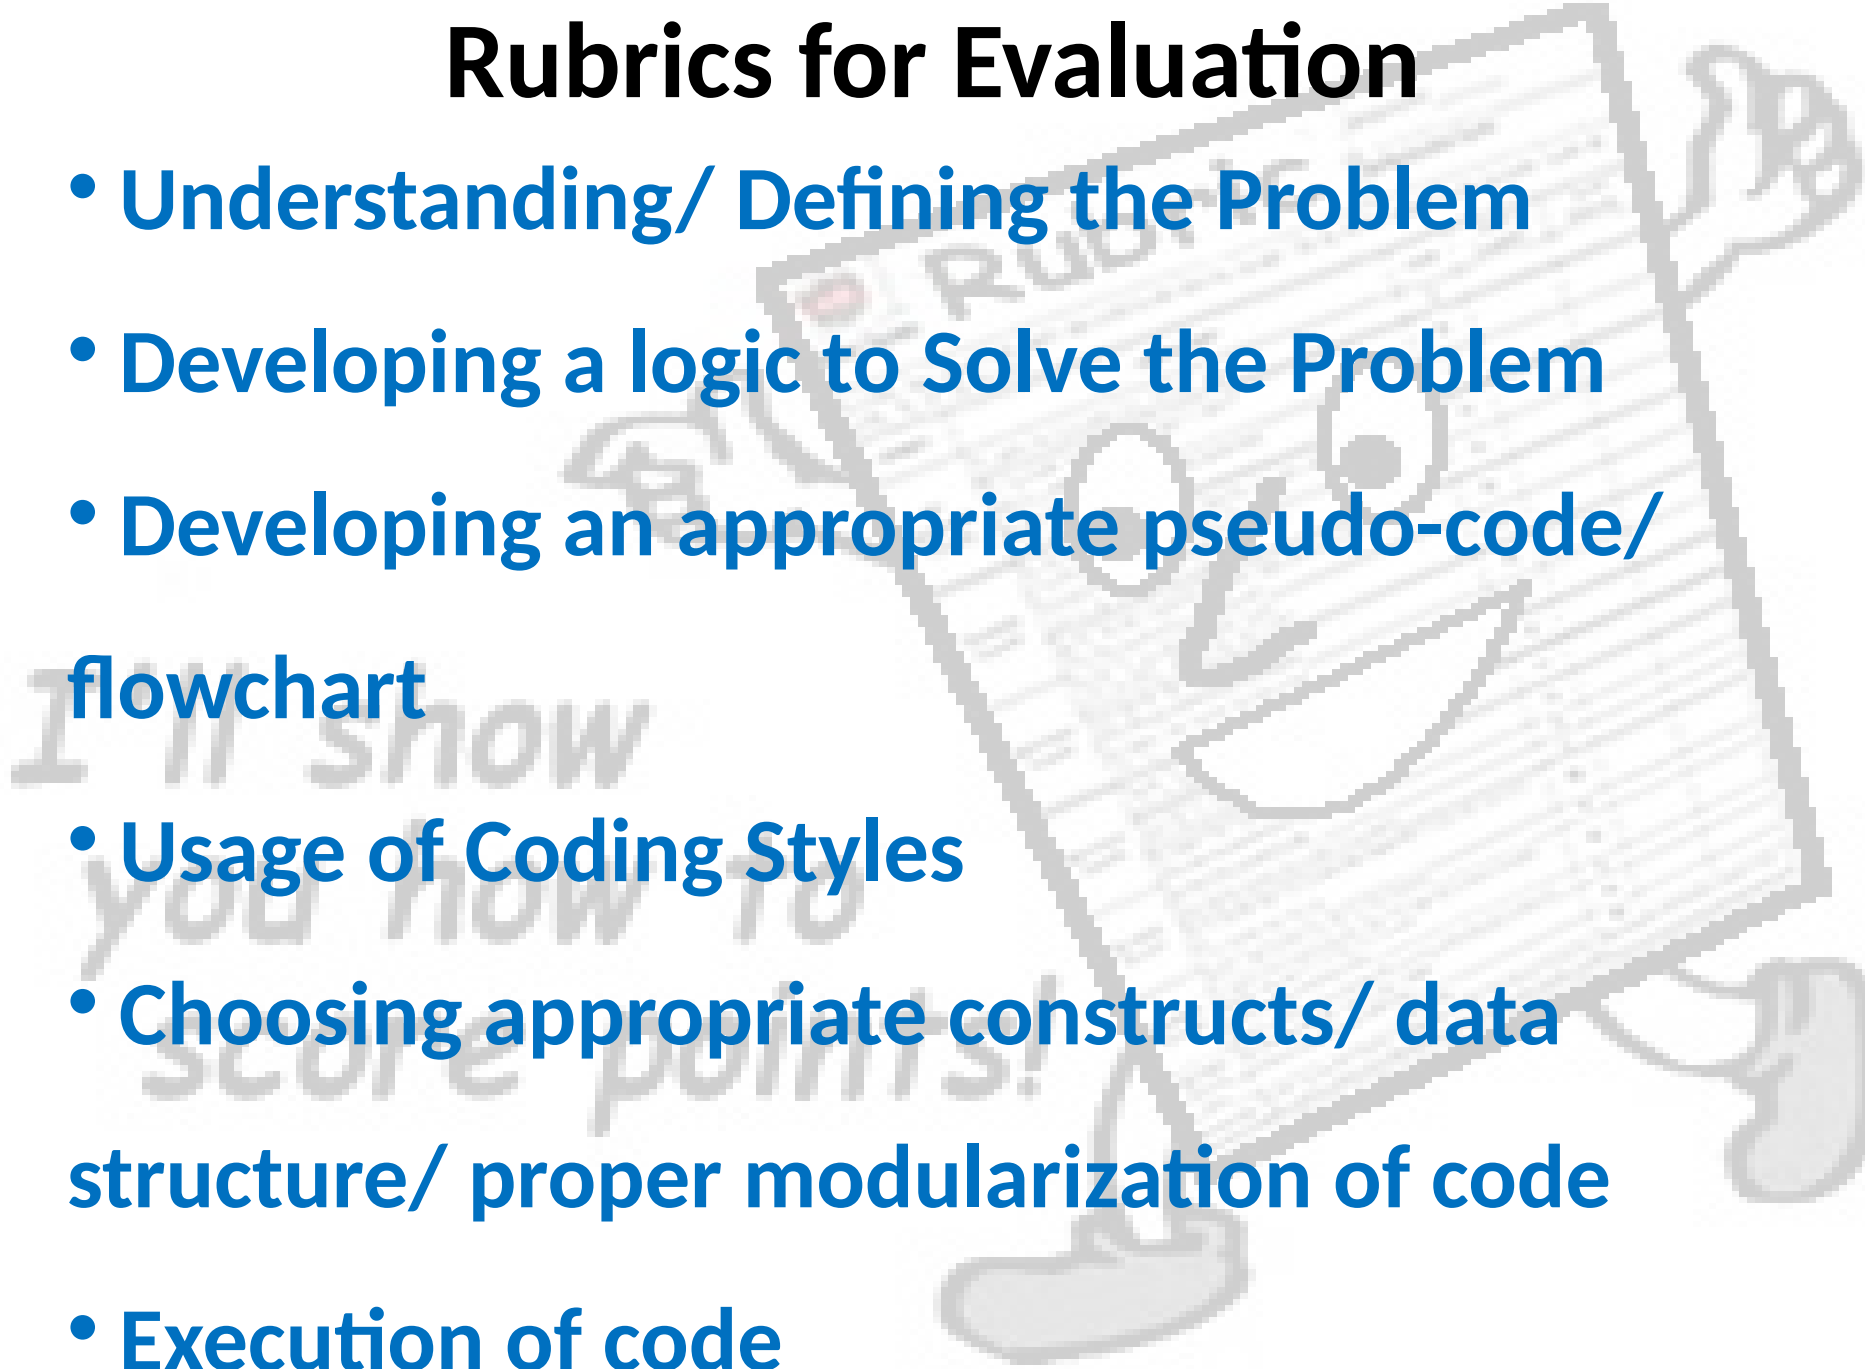 Rubrics for Evaluation
• Understanding/ Defining the Problem
Rubric
• Developing a logic to Solve the Problem
• Developing an appropriate pseudo-code/
flowchart
I'll show
• Usage of Coding Styles
you how to
• Choosing appropriate constructs/ data
score points!
structure/ proper modularization of code
• Execution of code